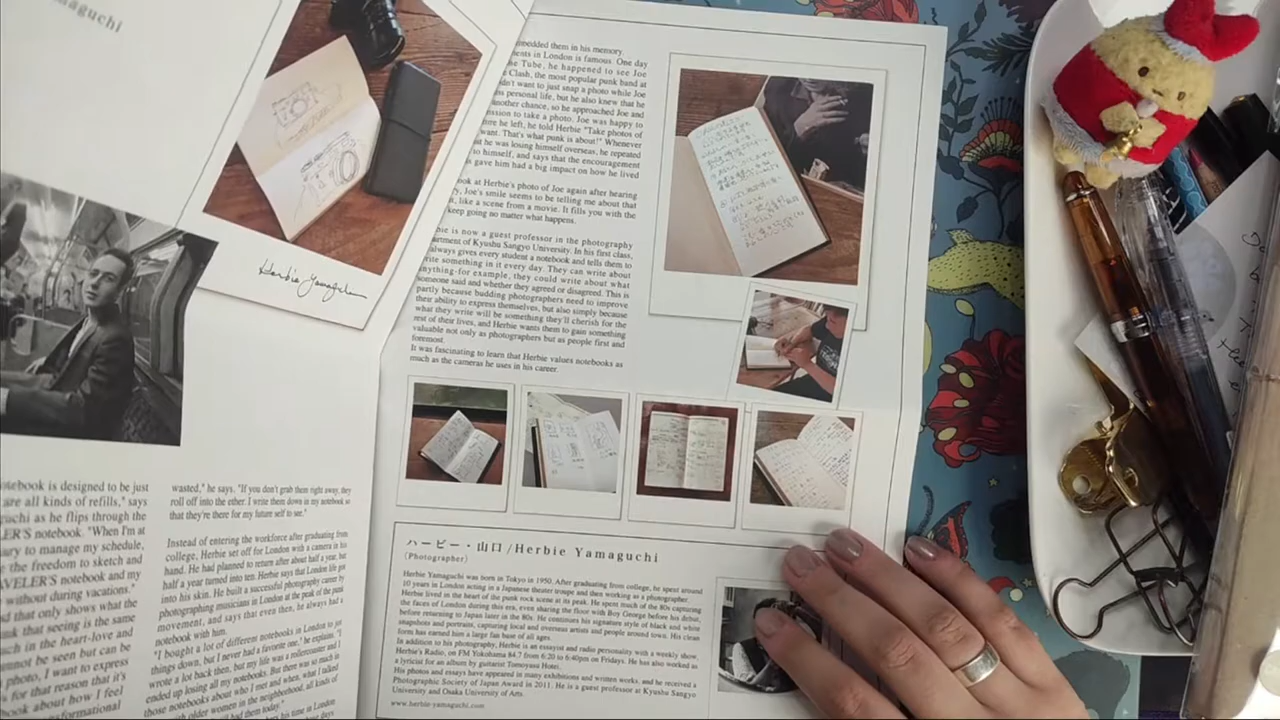 maguchi
Herbie Yamaguchi
otebook is designed to be just
are all kinds of refills," says
guchi as he flips through the
LER'S notebook. "When I'm at
ary to manage my schedule,
e the freedom to sketch and
AVELER'S notebook and my
without during vacations."
d that only shows what the
nk that seeing is the same
ch in the heart-love and
nnot be seen but can be
photo, I want to express
for that reason it's
ook about how I feel
nsformational
wasted," he says. "If you don't grab them right away, they
roll off into the ether. I write them down in my notebook so
that they're there for my future self to see."
Instead of entering the workforce after graduating from
college, Herbie set off for London with a camera in his
hand. He had planned to return after about half a year, but
half a year turned into ten. Herbie says that London life got
into his skin. He built a successful photography career by
photographing musicians in London at the peak of the punk
movement, and says that even then, he always had a
notebook with him.
"I bought a lot of different notebooks in London to jot
things down, but I never had a favorite one," he explains. "I
wrote a lot back then, but my life was a rollercoaster and I
ended up losing all my notebooks. But there was so much in
those notebooks about who I met and when, what I talked
with older women in the neighborhood, all kinds of
had them today."
his time in London
bedded them in his memory.
ents in London is famous. One day
he Tube, he happened to see Joe
e Clash, the most popular punk band at
dn't want to just snap a photo while Joe
s personal life, but he also knew that he
another chance, so he approached Joe and
ission to take a photo. Joe was happy to
re he left, he told Herbie "Take photos of
want. That's what punk is about!" Whenever
he was losing himself overseas, he repeated
to himself, and says that the encouragement
gave him had a big impact on how he lived
ook at Herbie's photo of Joe again after hearing
ry, Joe's smile seems to be telling me about that
t, like a scene from a movie. It fills you with the
keep going no matter what happens.
bie is now a guest professor in the photography
artment of Kyushu Sangyo University. In his first class,
always gives every student a notebook and tells them to
rite something in it every day. They can write about
nything-for example, they could write about what
someone said and whether they agreed or disagreed. This is
partly because budding photographers need to improve
their ability to express themselves, but also simply because
what they write will be something they'll cherish for the
rest of their lives, and Herbie wants them to gain something
valuable not only as photographers but as people first and
foremost.
It was fascinating to learn that Herbie values notebooks as
much as the cameras he uses in his career.
ハービー・山口/Herbie Yamaguchi
(Photographer)
Herbie Yamaguchi was born in Tokyo in 1950. After graduating from college, he spent around
10 years in London acting in a Japanese theater troupe and then working as a photographer.
Herbie lived in the heart of the punk rock scene at its peak. He spent much of the 80s capturing
the faces of London during this era, even sharing the floor with Boy George before his debut,
before returning to Japan later in the 80s. He continues his signature style of black and white
snapshots and portraits, capturing local and overseas artists and people around town. His clean
form has earned him a large fan base of all ages.
In addition to his photography, Herbie is an essayist and radio personality with a weekly show,
Herbie's Radio, on FM Yokohama 84.7 from 6:20 to 6:40pm on Fridays. He has also worked as
a lyricist for an album by guitarist Tomoyasu Hotei.
His photos and essays have appeared in many exhibitions and written works, and he received a
Photographic Society of Japan Award in 2011. He is a guest professor at Kyushu Sangyo
University and Osaka University of Arts.
www.herbie-yamaguchi.com